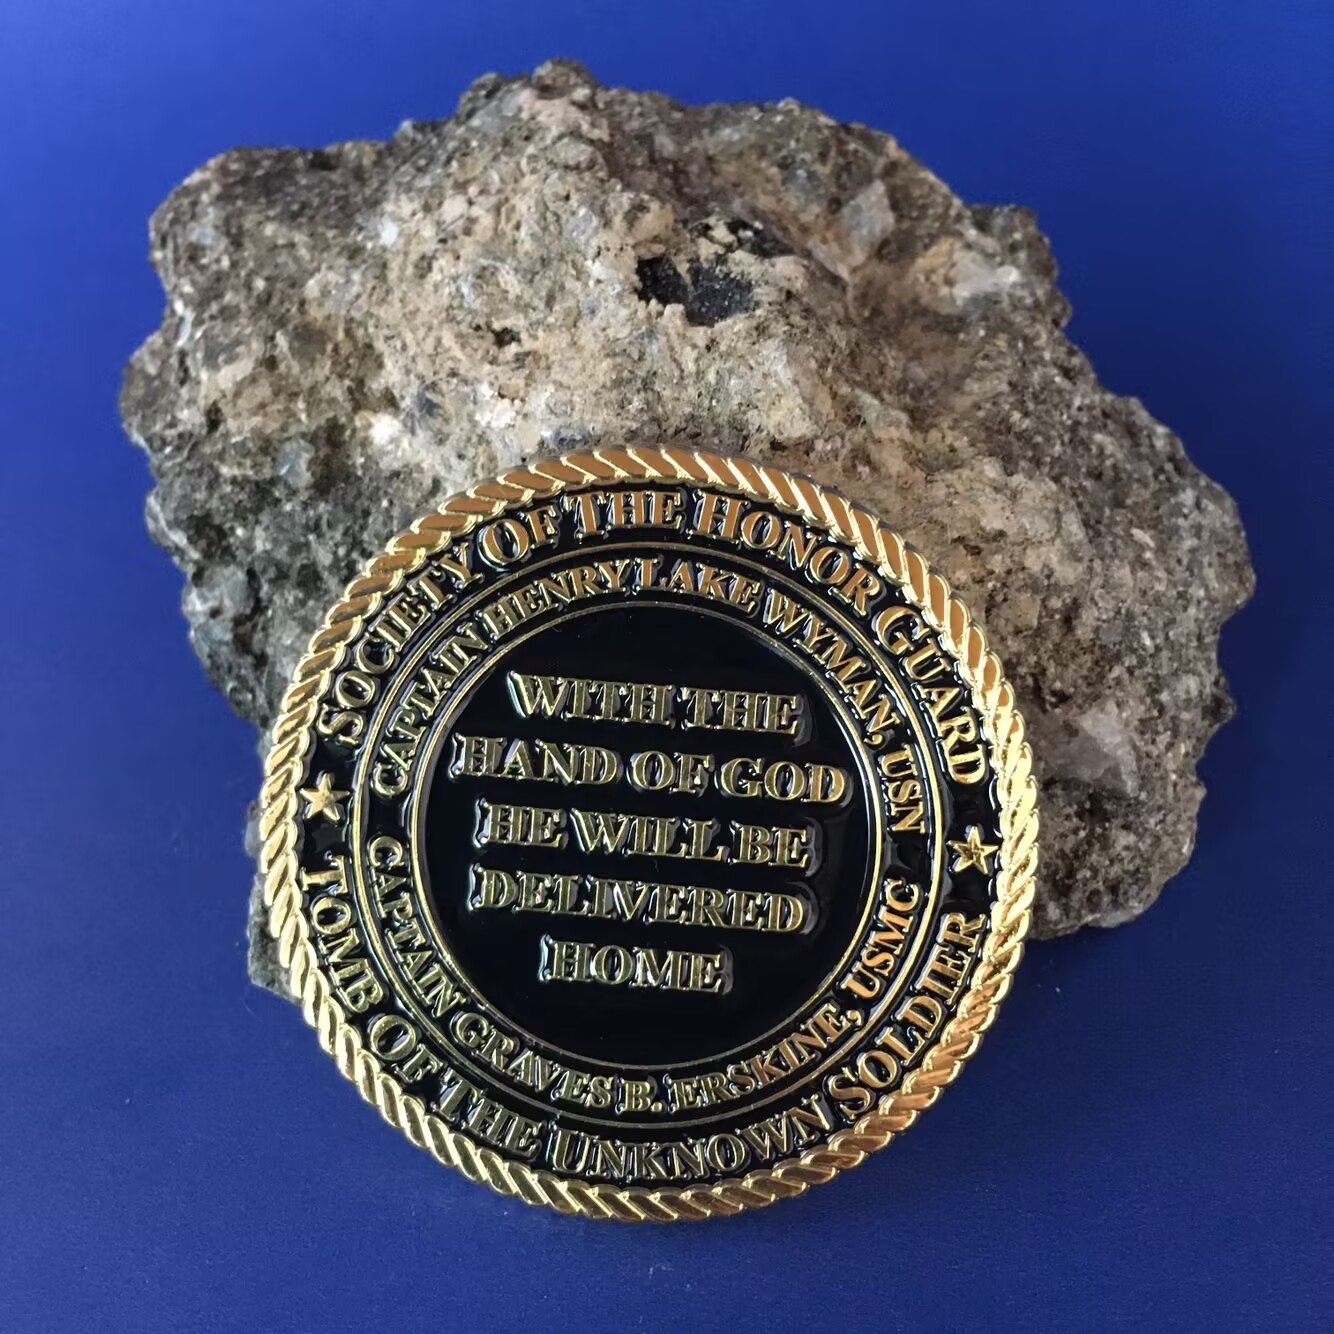 SOCIETY OF THE HONOR GUARD
CAPTAIN HENRY LAKE WYMAN, USN
WITH THE
HAND OF GOD
HE WILL BE
DELIVERED
HOME
CAPTAIN GRAVES B. ERSKINE, USMC
TOMB OF THE UNKNOWN SOLDIER